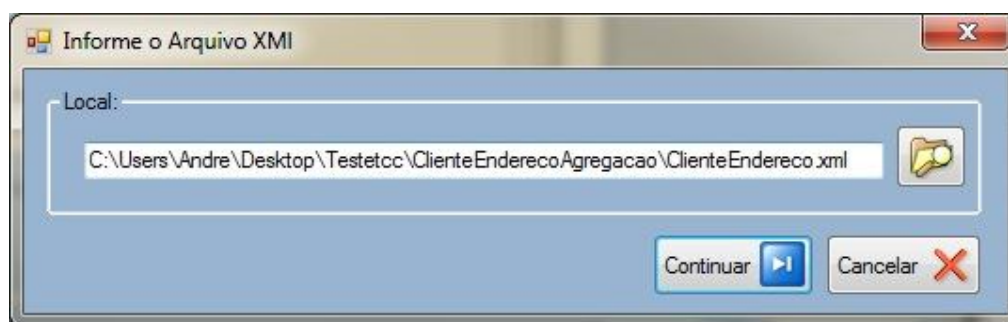 Informe o Arquivo XMI
Local:
C:\Users\Andre\Desktop\Testetcc\ClienteEnderecoAgregacao\ClienteEndereco.xml
Continuar
Cancelar